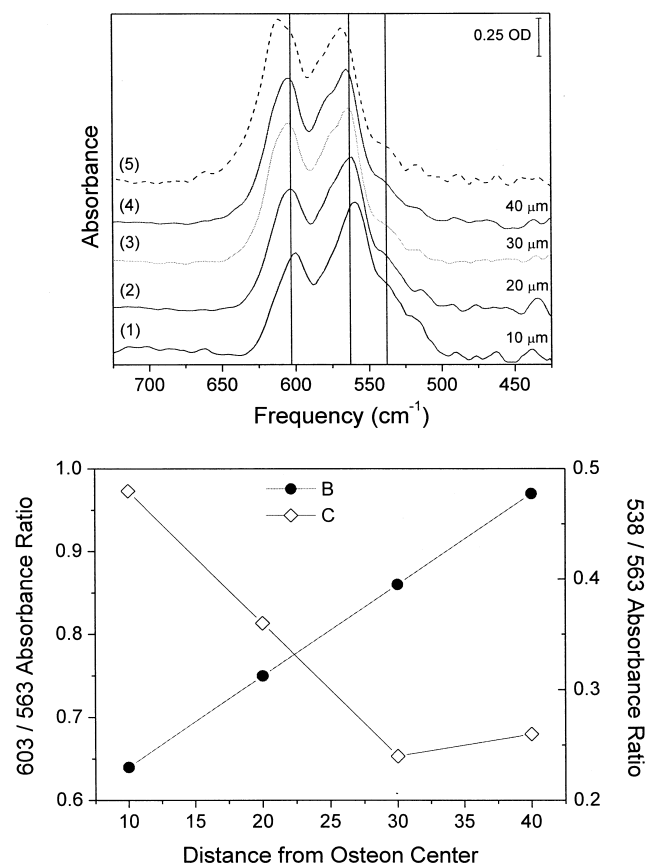 0.25 OD
Absorbance
(5)
(4)
40 μm
(3)
30 μm
(2)
20 μm
(1)
10 μm
700 650 600 550 500 450
Frequency (cm-1)
1.0 0.5
B
C
0.9
0.4
0.8
0.3
0.7
0.6 0.2
603 / 563 Absorbance Ratio
538 / 563 Absorbance Ratio
10 15 20 25 30 35 40
Distance from Osteon Center